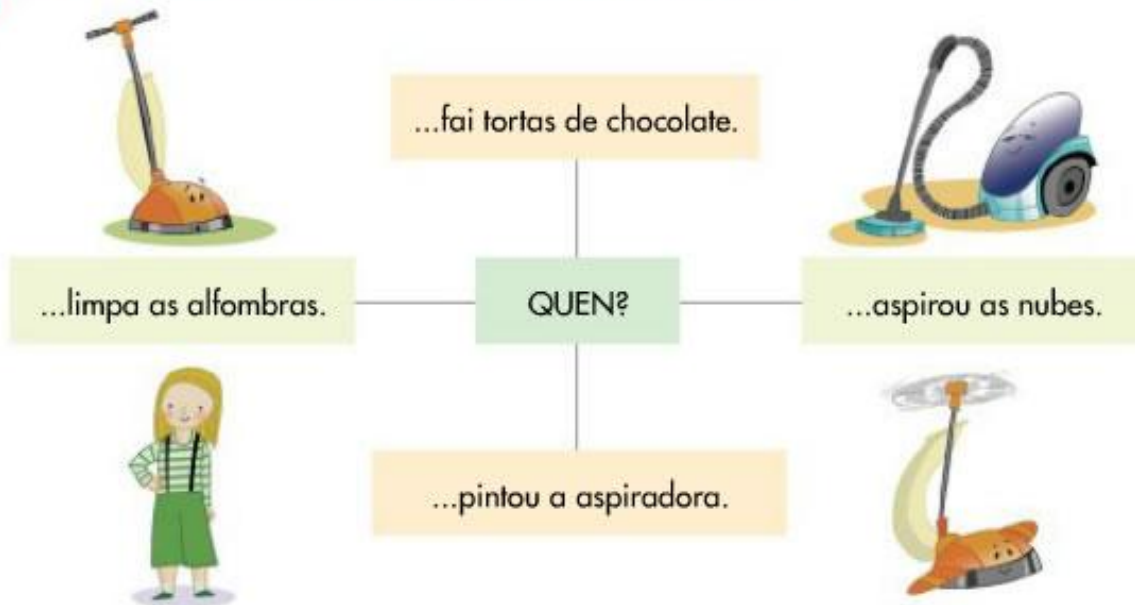 ...fai tortas de chocolate.
...limpa as alfombras.
QUEN?
...aspirou as nubes.
...pintou a aspiradora.